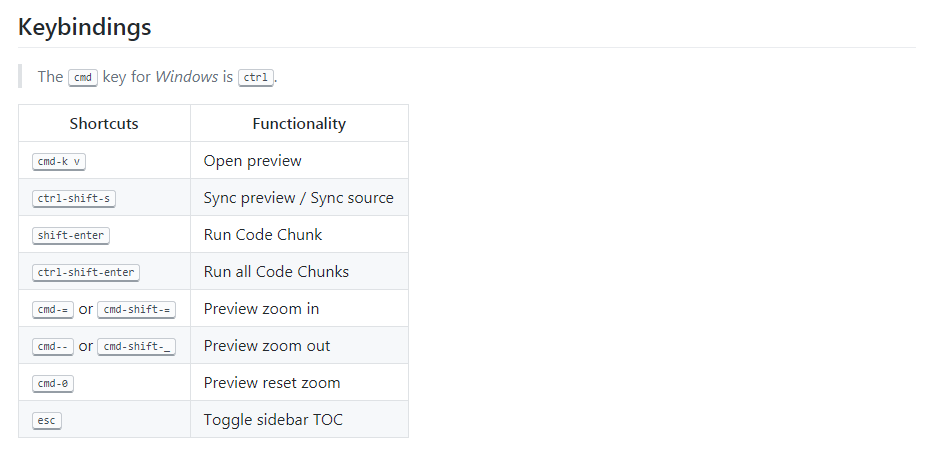 Keybindings
The cmd key for Windows is ctrl.
Shortcuts Functionality
cmd-k v Open preview
ctrl-shift-s Sync preview / Sync source
shift-enter Run Code Chunk
ctrl-shift-enter Run all Code Chunks
cmd-= or cmd-shift-= Preview zoom in
cmd-- or cmd-shift-_ Preview zoom out
cmd-0 Preview reset zoom
esc Toggle sidebar TOC